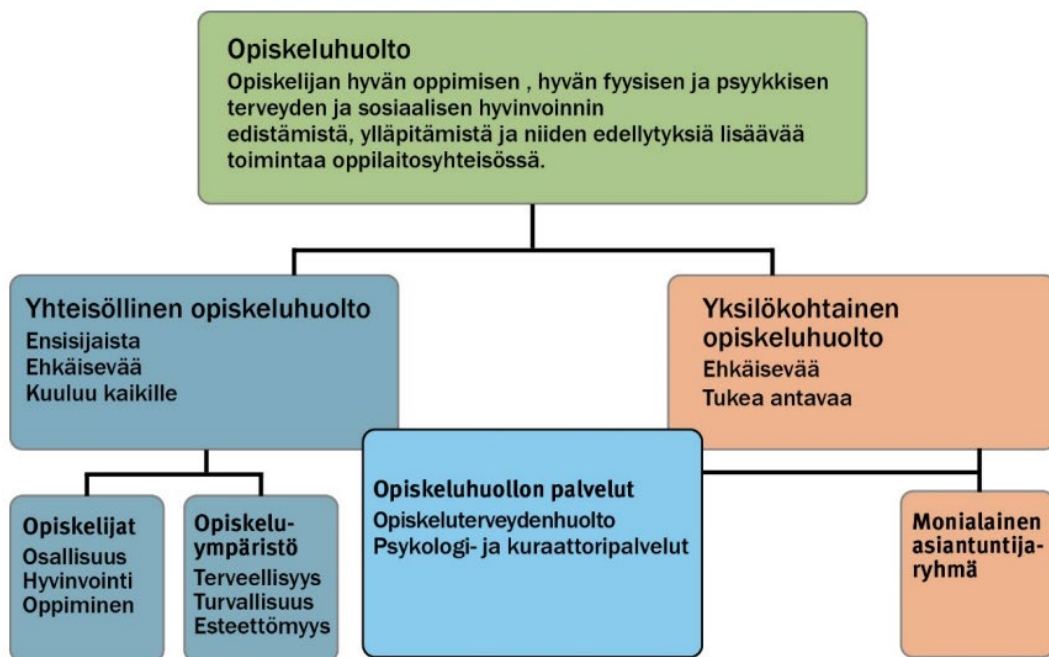 Opiskeluhuolto
Opiskelijan hyvän oppimisen , hyvän fyysisen ja psyykkisen
terveyden ja sosiaalisen hyvinvoinnin
edistämistä, ylläpitämistä ja niiden edellytyksiä lisäävää
toimintaa oppilaitosyhteisössä.
Yhteisöllinen opiskeluhuolto
Ensisijaista
Ehkäisevää
Kuuluu kaikille
Yksilökohtainen
opiskeluhuolto
Ehkäisevää
Tukea antavaa
Opiskelijat
Osallisuus
Hyvinvointi
Oppiminen
Opiskelu-
ympäristö
Terveellisyys
Turvallisuus
Esteettömyys
Opiskeluhuollon palvelut
Opiskeluterveydenhuolto
Psykologi- ja kuraattoripalvelut
Monialainen
asiantuntija-
ryhmä